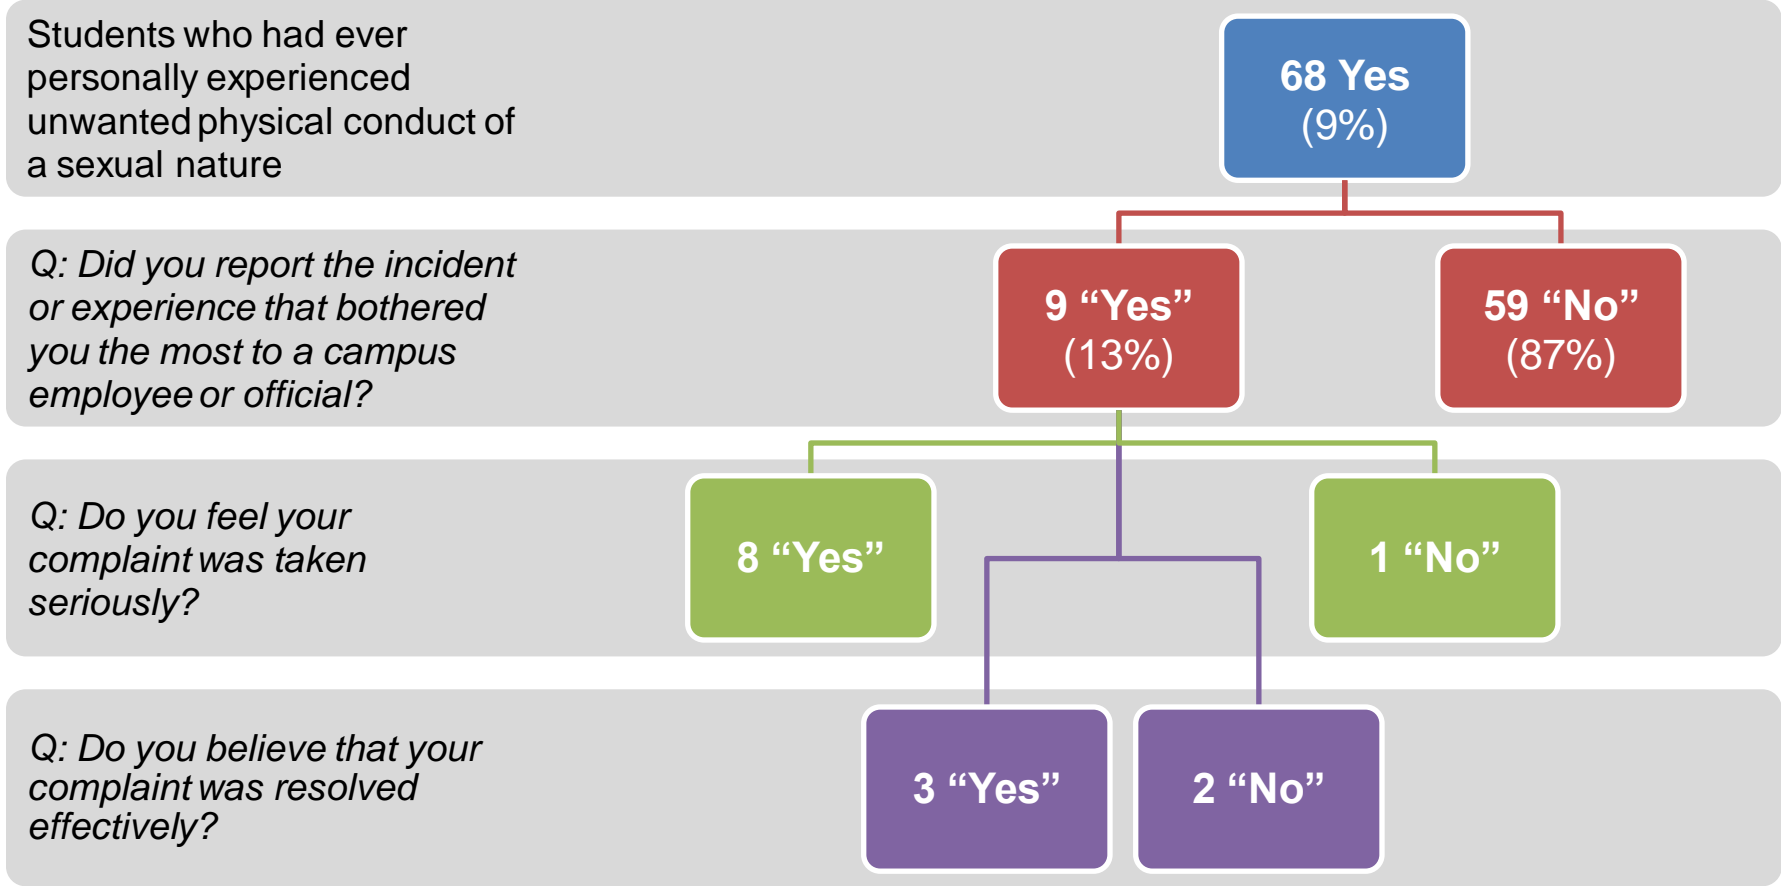 Students who had ever
personally experienced
unwanted physical conduct of
a sexual nature
68 Yes
(9%)
Q: Did you report the incident
or experience that bothered
you the most to a campus
employee or official?
9 “Yes”
(13%)
59 “No”
(87%)
Q: Do you feel your
complaint was taken
seriously?
8 “Yes”
1 “No”
Q: Do you believe that your
complaint was resolved
effectively?
3 “Yes”
2 “No”